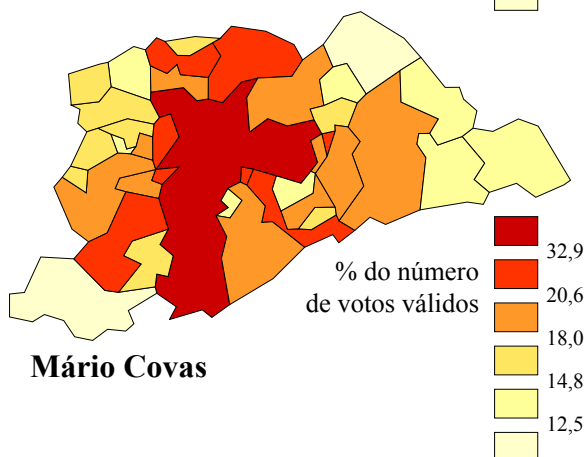 % do número
de votos válidos
32,9
20,6
18,0
14,8
12,5
Mário Covas